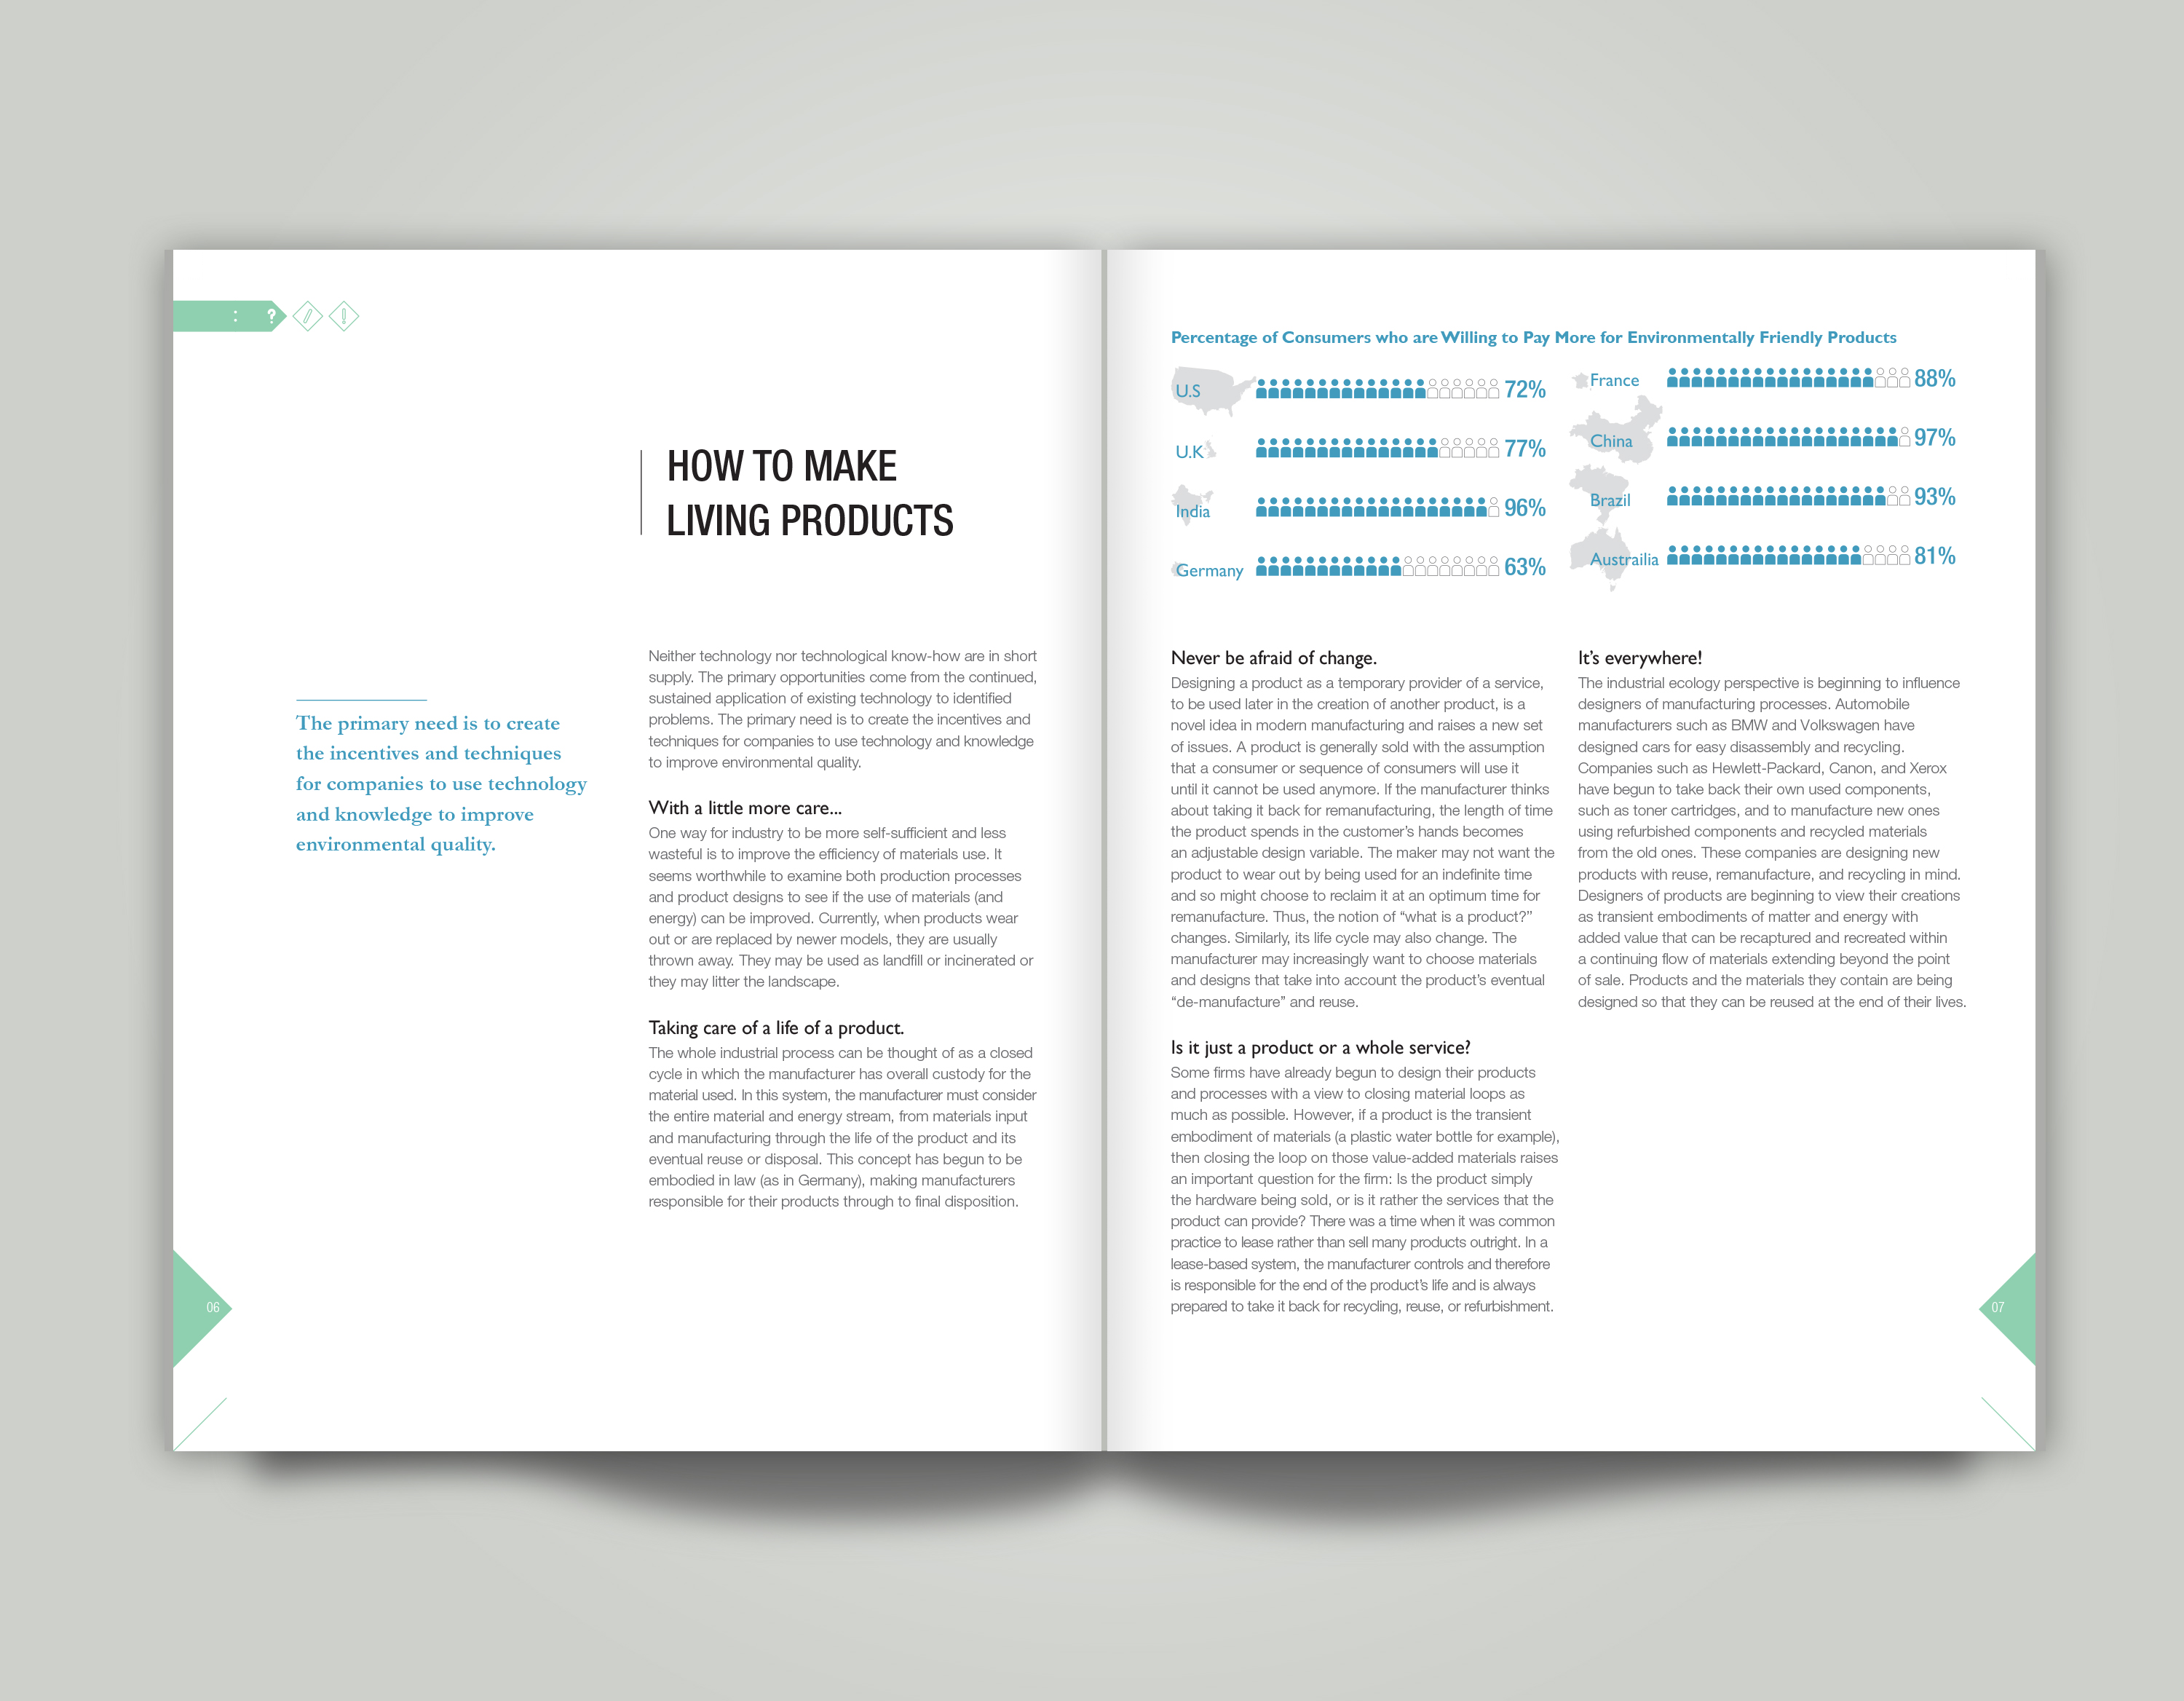 : ?
HOW TO MAKE
LIVING PRODUCTS
The primary need is to create
the incentives and techniques
for companies to use technology
and knowledge to improve
environmental quality.
Neither technology nor technological know-how are in short
supply. The primary opportunities come from the continued,
sustained application of existing technology to identified
problems. The primary need is to create the incentives and
techniques for companies to use technology and knowledge
to improve environmental quality.
With a little more care...
One way for industry to be more self-sufficient and less
wasteful is to improve the efficiency of materials use. It
seems worthwhile to examine both production processes
and product designs to see if the use of materials (and
energy) can be improved. Currently, when products wear
out or are replaced by newer models, they are usually
thrown away. They may be used as landfill or incinerated or
they may litter the landscape.
Taking care of a life of a product.
The whole industrial process can be thought of as a closed
cycle in which the manufacturer has overall custody for the
material used. In this system, the manufacturer must consider
the entire material and energy stream, from materials input
and manufacturing through the life of the product and its
eventual reuse or disposal. This concept has begun to be
embodied in law (as in Germany), making manufacturers
responsible for their products through to final disposition.
06
Percentage of Consumers who are Willing to Pay More for Environmentally Friendly Products
U.S 72%
U.K 77%
India 96%
Germany 63%
France 88%
China 97%
Brazil 93%
Austrailia 81%
Never be afraid of change.
Designing a product as a temporary provider of a service,
to be used later in the creation of another product, is a
novel idea in modern manufacturing and raises a new set
of issues. A product is generally sold with the assumption
that a consumer or sequence of consumers will use it
until it cannot be used anymore. If the manufacturer thinks
about taking it back for remanufacturing, the length of time
the product spends in the customer’s hands becomes
an adjustable design variable. The maker may not want the
product to wear out by being used for an indefinite time
and so might choose to reclaim it at an optimum time for
remanufacture. Thus, the notion of “what is a product?”
changes. Similarly, its life cycle may also change. The
manufacturer may increasingly want to choose materials
and designs that take into account the product’s eventual
“de-manufacture” and reuse.
Is it just a product or a whole service?
Some firms have already begun to design their products
and processes with a view to closing material loops as
much as possible. However, if a product is the transient
embodiment of materials (a plastic water bottle for example),
then closing the loop on those value-added materials raises
an important question for the firm: Is the product simply
the hardware being sold, or is it rather the services that the
product can provide? There was a time when it was common
practice to lease rather than sell many products outright. In a
lease-based system, the manufacturer controls and therefore
is responsible for the end of the product’s life and is always
prepared to take it back for recycling, reuse, or refurbishment.
It’s everywhere!
The industrial ecology perspective is beginning to influence
designers of manufacturing processes. Automobile
manufacturers such as BMW and Volkswagen have
designed cars for easy disassembly and recycling.
Companies such as Hewlett-Packard, Canon, and Xerox
have begun to take back their own used components,
such as toner cartridges, and to manufacture new ones
using refurbished components and recycled materials
from the old ones. These companies are designing new
products with reuse, remanufacture, and recycling in mind.
Designers of products are beginning to view their creations
as transient embodiments of matter and energy with
added value that can be recaptured and recreated within
a continuing flow of materials extending beyond the point
of sale. Products and the materials they contain are being
designed so that they can be reused at the end of their lives.
07